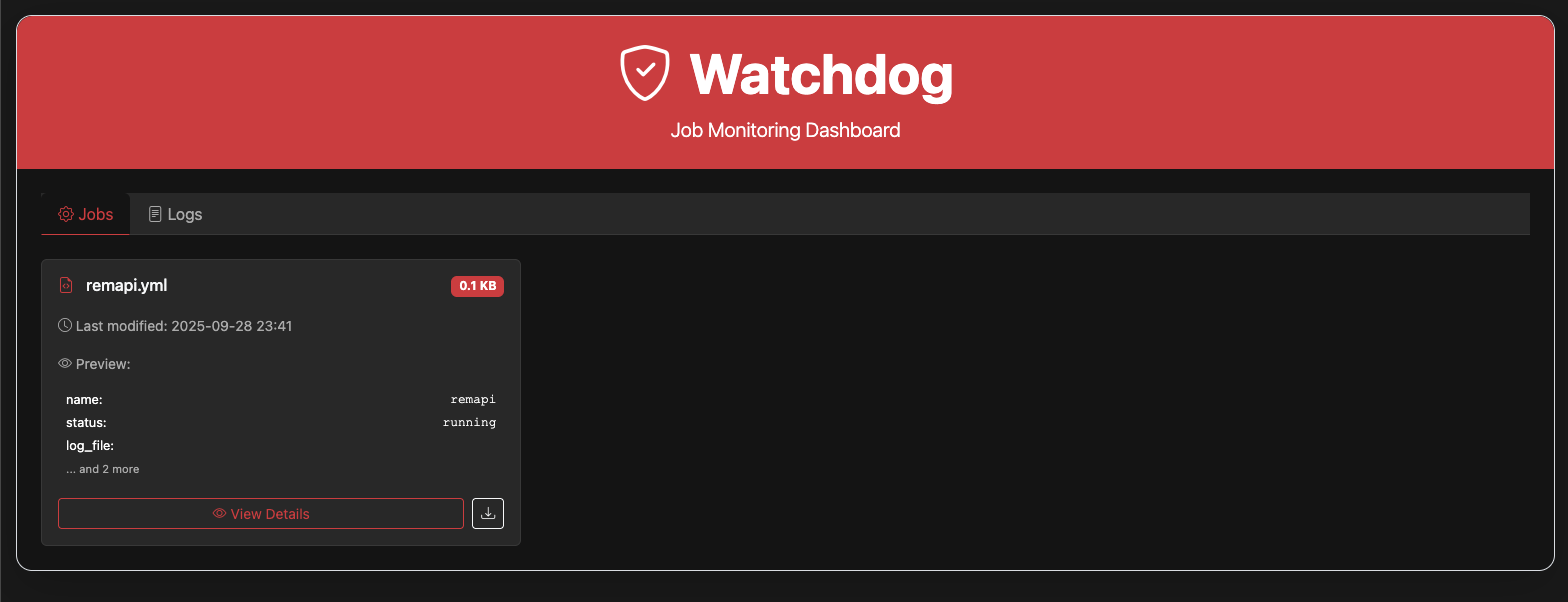 Watchdog
Job Monitoring Dashboard
Jobs Logs
remapi.yml 0.1 KB
Last modified: 2025-09-28 23:41
Preview:
name: remapi
status: running
log_file:
... and 2 more
View Details